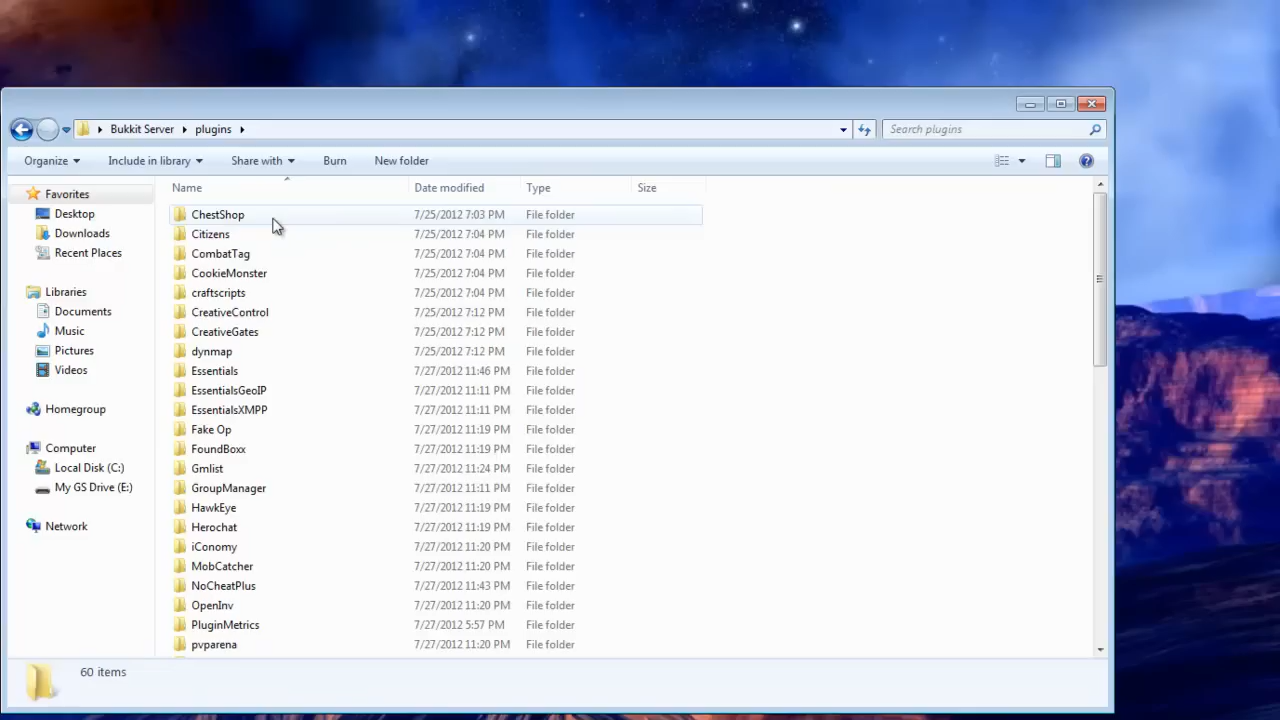 Bukkit Server plugins
Search plugins
Organize Include in library Share with Burn New folder
Name Date modified Type Size
Favorites
Desktop
Downloads
Recent Places
Libraries
Documents
Music
Pictures
Videos
Homegroup
Computer
Local Disk (C:)
My GS Drive (E:)
Network
ChestShop 7/25/2012 7:03 PM File folder
Citizens 7/25/2012 7:04 PM File folder
CombatTag 7/25/2012 7:04 PM File folder
CookieMonster 7/25/2012 7:04 PM File folder
craftscripts 7/25/2012 7:04 PM File folder
CreativeControl 7/25/2012 7:12 PM File folder
CreativeGates 7/25/2012 7:12 PM File folder
dynmap 7/25/2012 7:12 PM File folder
Essentials 7/27/2012 11:46 PM File folder
EssentialsGeoIP 7/27/2012 11:11 PM File folder
EssentialsXMPP 7/27/2012 11:11 PM File folder
Fake Op 7/27/2012 11:19 PM File folder
FoundBoxx 7/27/2012 11:19 PM File folder
Gmlist 7/27/2012 11:24 PM File folder
GroupManager 7/27/2012 11:11 PM File folder
HawkEye 7/27/2012 11:19 PM File folder
Herochat 7/27/2012 11:19 PM File folder
iConomy 7/27/2012 11:20 PM File folder
MobCatcher 7/27/2012 11:20 PM File folder
NoCheatPlus 7/27/2012 11:43 PM File folder
OpenInv 7/27/2012 11:20 PM File folder
PluginMetrics 7/27/2012 5:57 PM File folder
pvparena 7/27/2012 11:20 PM File folder
60 items